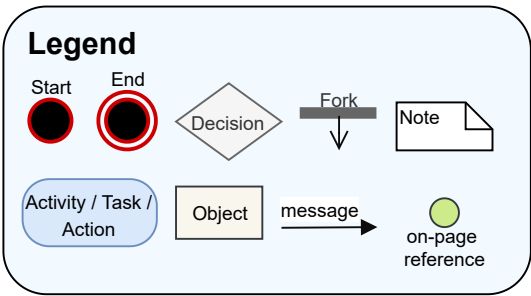 Legend
Start
End
Decision
Fork
Note
Activity / Task /
Action
Object
message
on-page
reference